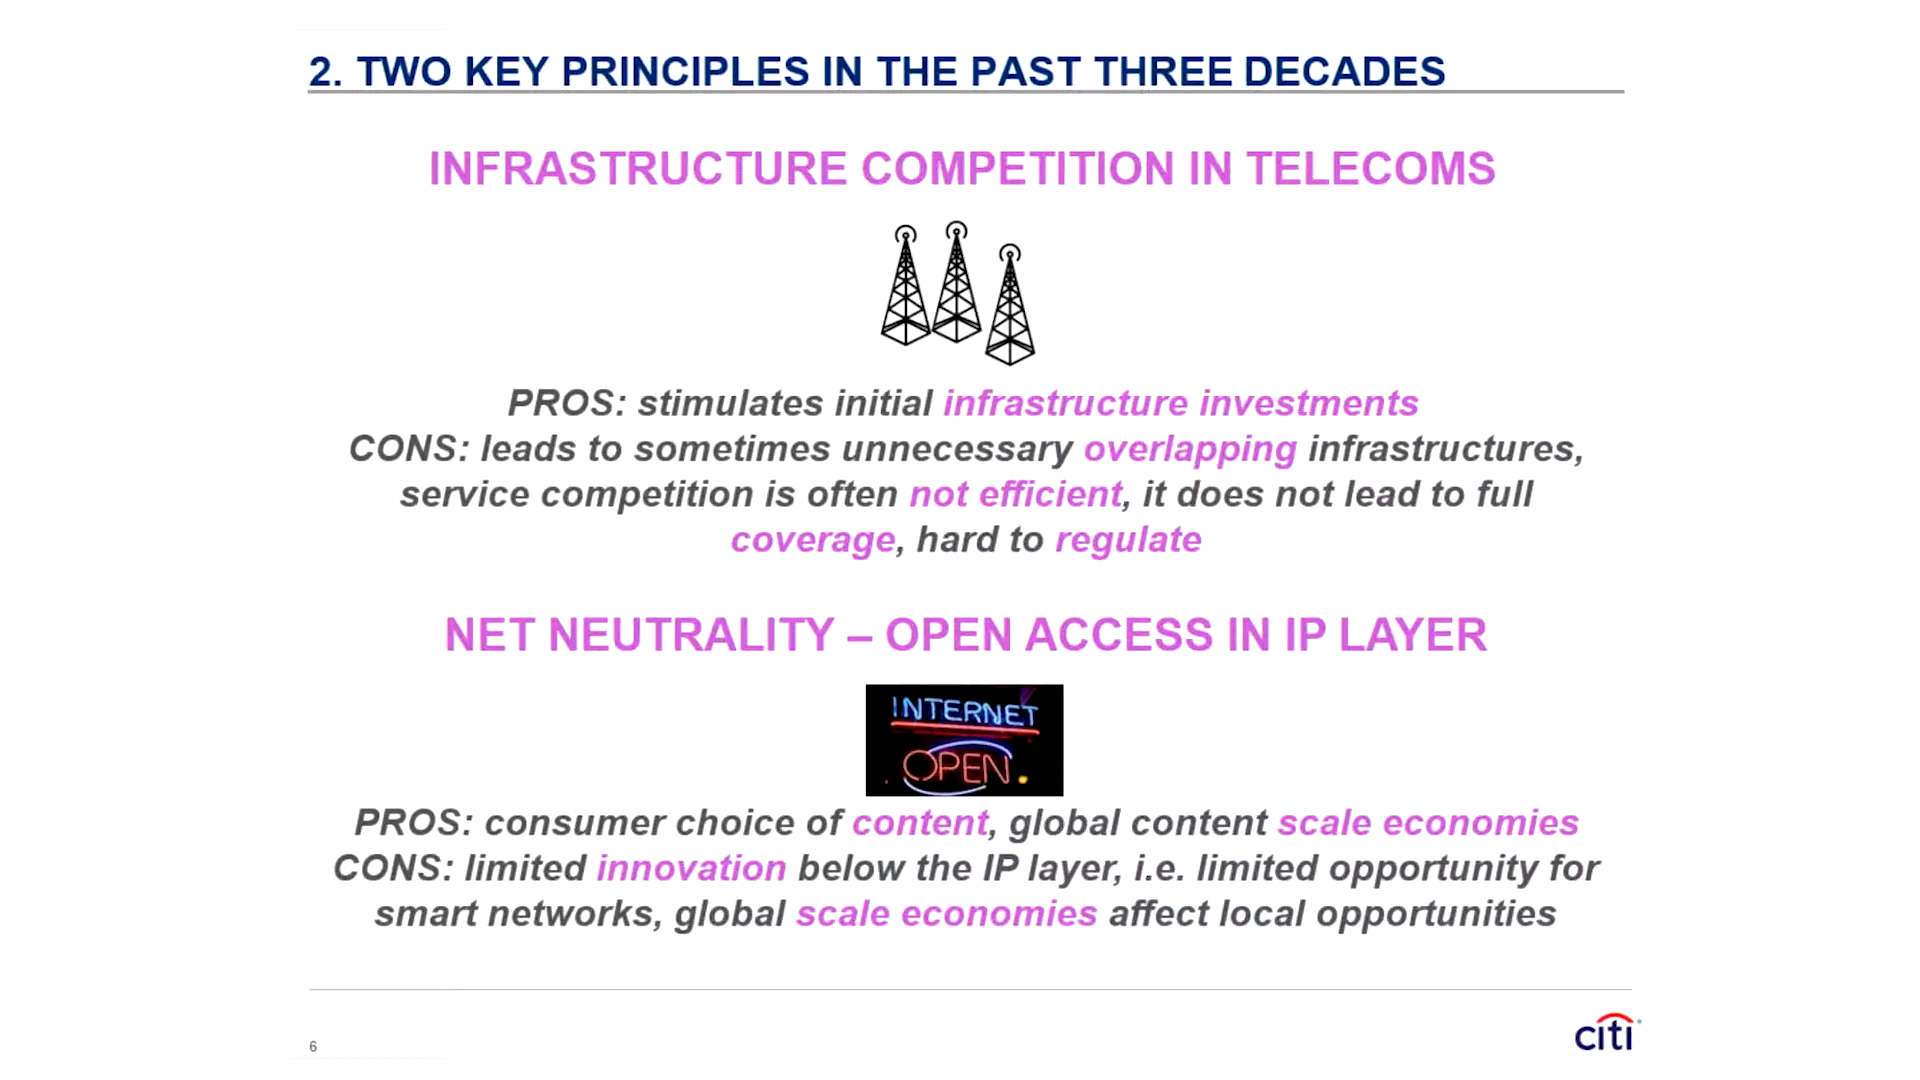 2. TWO KEY PRINCIPLES IN THE PAST THREE DECADES
INFRASTRUCTURE COMPETITION IN TELECOMS
PROS: stimulates initial infrastructure investments
CONS: leads to sometimes unnecessary overlapping infrastructures,
service competition is often not efficient, it does not lead to full
coverage, hard to regulate
NET NEUTRALITY – OPEN ACCESS IN IP LAYER
INTERNET
OPEN
PROS: consumer choice of content, global content scale economies
CONS: limited innovation below the IP layer, i.e. limited opportunity for
smart networks, global scale economies affect local opportunities
6
citi